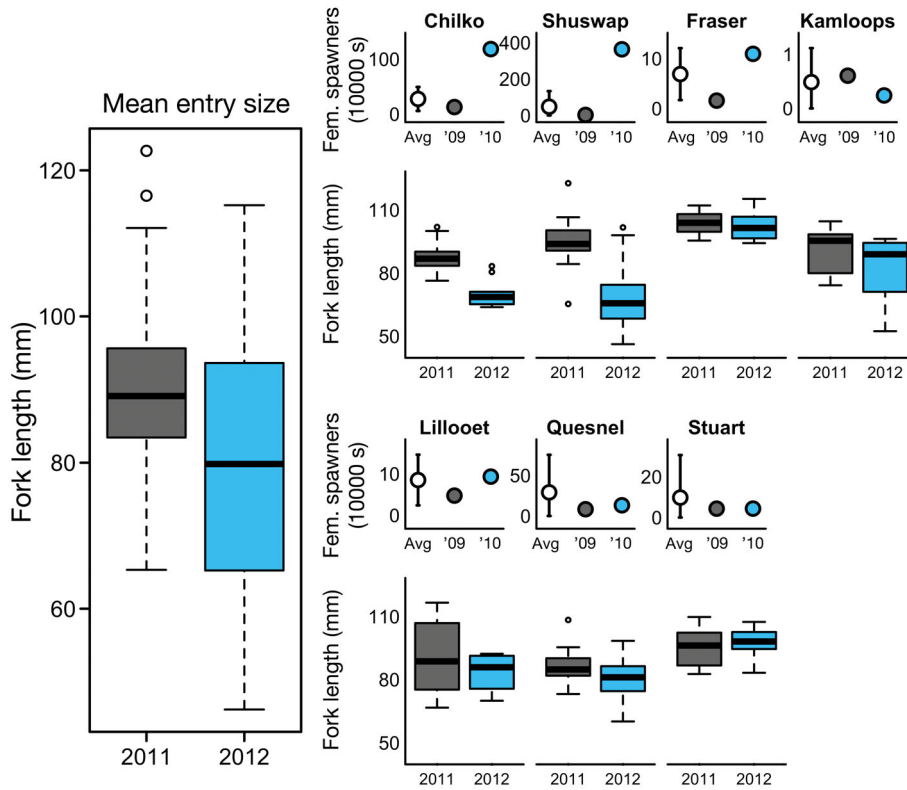 Mean entry size
Fork length (mm)
120
100
80
60
2011 2012
Chilko Shuswap Fraser Kamloops
Fem. spawners
(10000 s)
100
0
400
200
0
10
0
1
0
Avg '09 '10 Avg '09 '10 Avg '09 '10 Avg '09 '10
Fork length (mm)
110
80
50
2011 2012 2011 2012 2011 2012 2011 2012
Lillooet Quesnel Stuart
Fem. spawners
(10000 s)
10
0
50
0
20
0
Avg '09 '10 Avg '09 '10 Avg '09 '10
Fork length (mm)
110
80
50
2011 2012 2011 2012 2011 2012